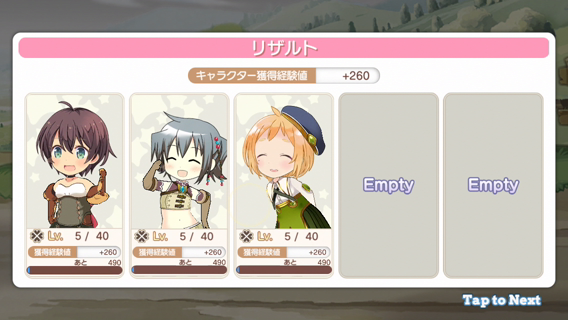 リザルト
キャラクター獲得経験値 +260
Lv. 5 / 40
獲得経験値 +260
あと 490
Lv. 5 / 40
獲得経験値 +260
あと 490
Lv. 5 / 40
獲得経験値 +260
あと 490
Empty
Empty
Tap to Next